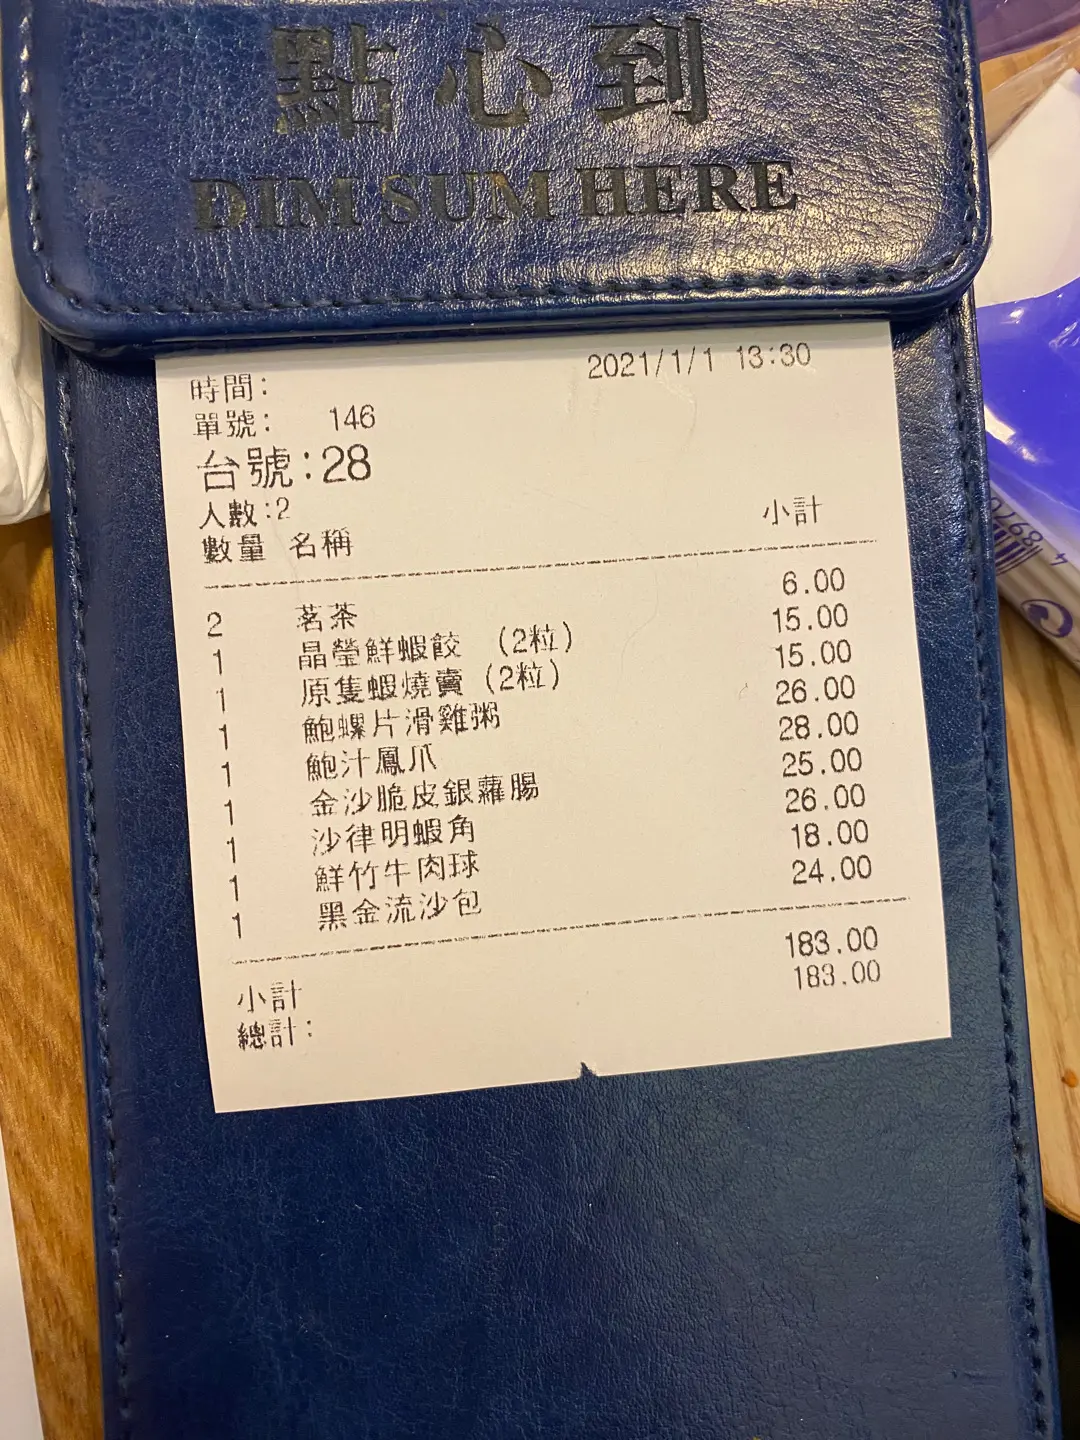 點心到
DIM SUM HERE
時間: 2021/1/1 13:30
單號: 146
台號:28
人數:2
數量 名稱 小計
2 茗茶 6.00
1 晶瑩鮮蝦餃 (2粒) 15.00
1 原隻蝦燒賣 (2粒) 15.00
1 鮑螺片滑雞粥 26.00
1 鮑汁鳳爪 28.00
1 金沙脆皮銀蘿腸 25.00
1 沙律明蝦角 26.00
1 鮮竹牛肉球 18.00
1 黑金流沙包 24.00
小計 183.00
總計: 183.00
4 8970